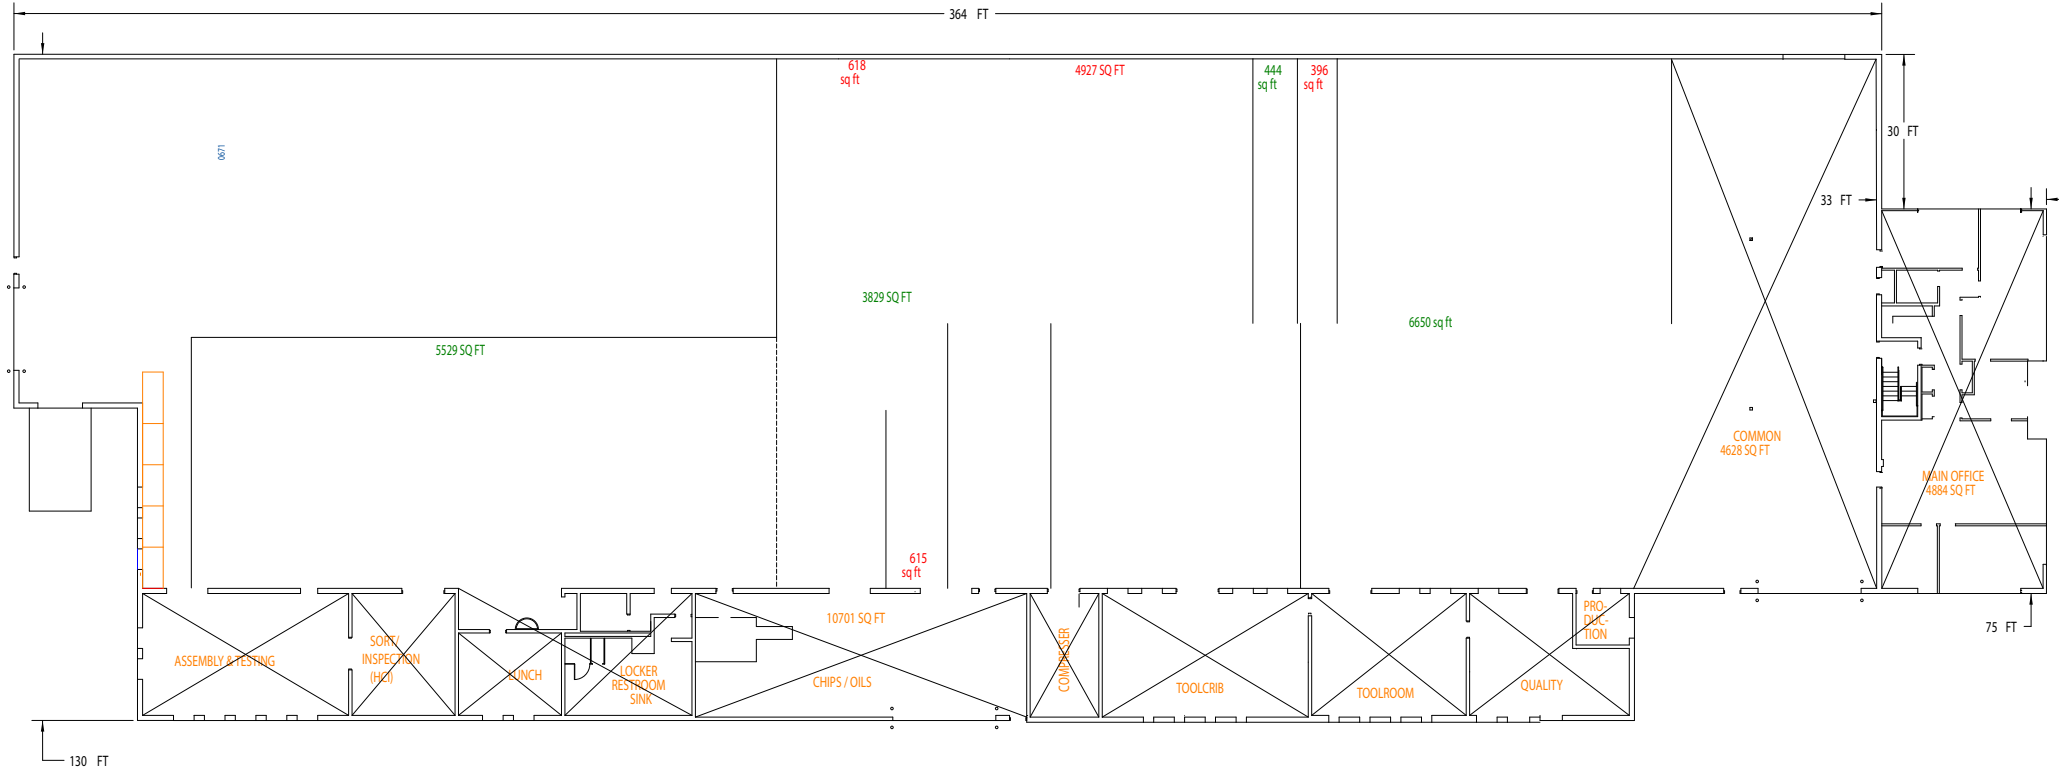 364 FT
618
sq ft
4927 SQ FT
444
sq ft
396
sq ft
30 FT
0671
33 FT
3829 SQ FT
6650 sq ft
5529 SQ FT
COMMON
4628 SQ FT
MAIN OFFICE
4884 SQ FT
615
sq ft
10701 SQ FT
PRO-
DUC-
TION
75 FT
ASSEMBLY & TESTING
SORT/
INSPECTION
(HCI)
LUNCH
LOCKER
RESTROOM
SINK
CHIPS / OILS
COMPRESSER
TOOLCRIB
TOOLROOM
QUALITY
130 FT